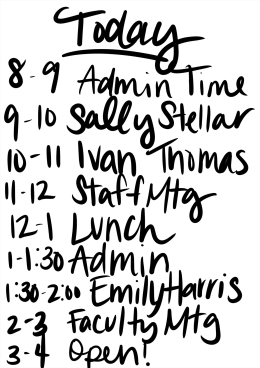 Today
8-9 Admin Time
9-10 Sally Stellar
10-11 Ivan Thomas
11-12 Staff Mtg
12-1 Lunch
1-1:30 Admin
1:30-2:00 Emily Harris
2-3 Faculty Mtg
3-4 Open!